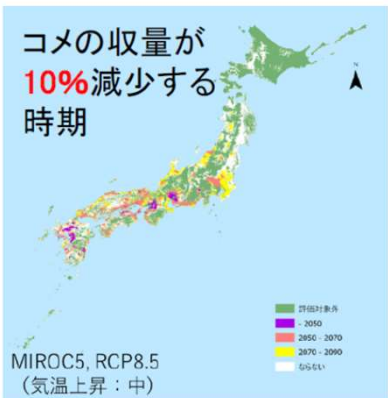 コメの収量が
10%減少する
時期
N
評価対象外
- 2050
2050 - 2070
2070 - 2090
ならない
MIROC5, RCP8.5
（気温上昇：中）